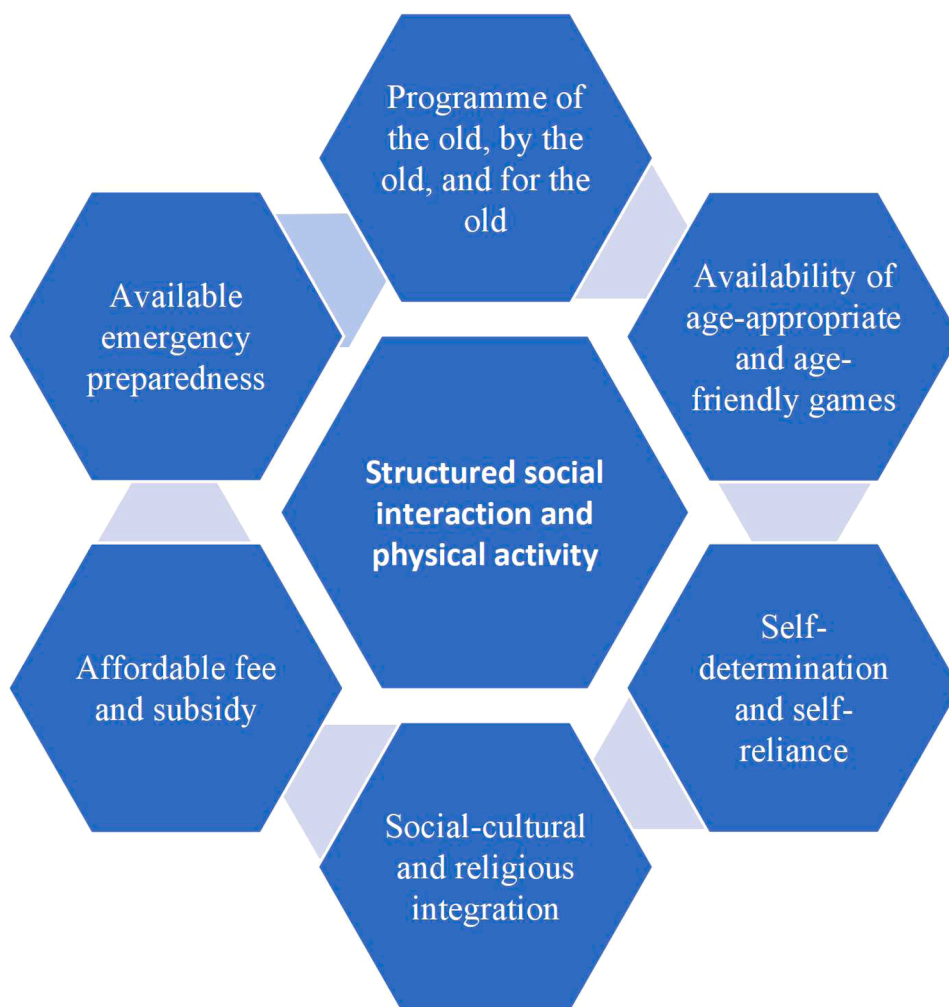 Programme of
the old, by the
old, and for the
old
Availability of
age-appropriate
and age-
friendly games
Self-
determination
and self-
reliance
Social-cultural
and religious
integration
Affordable fee
and subsidy
Available
emergency
preparedness
Structured social
interaction and
physical activity